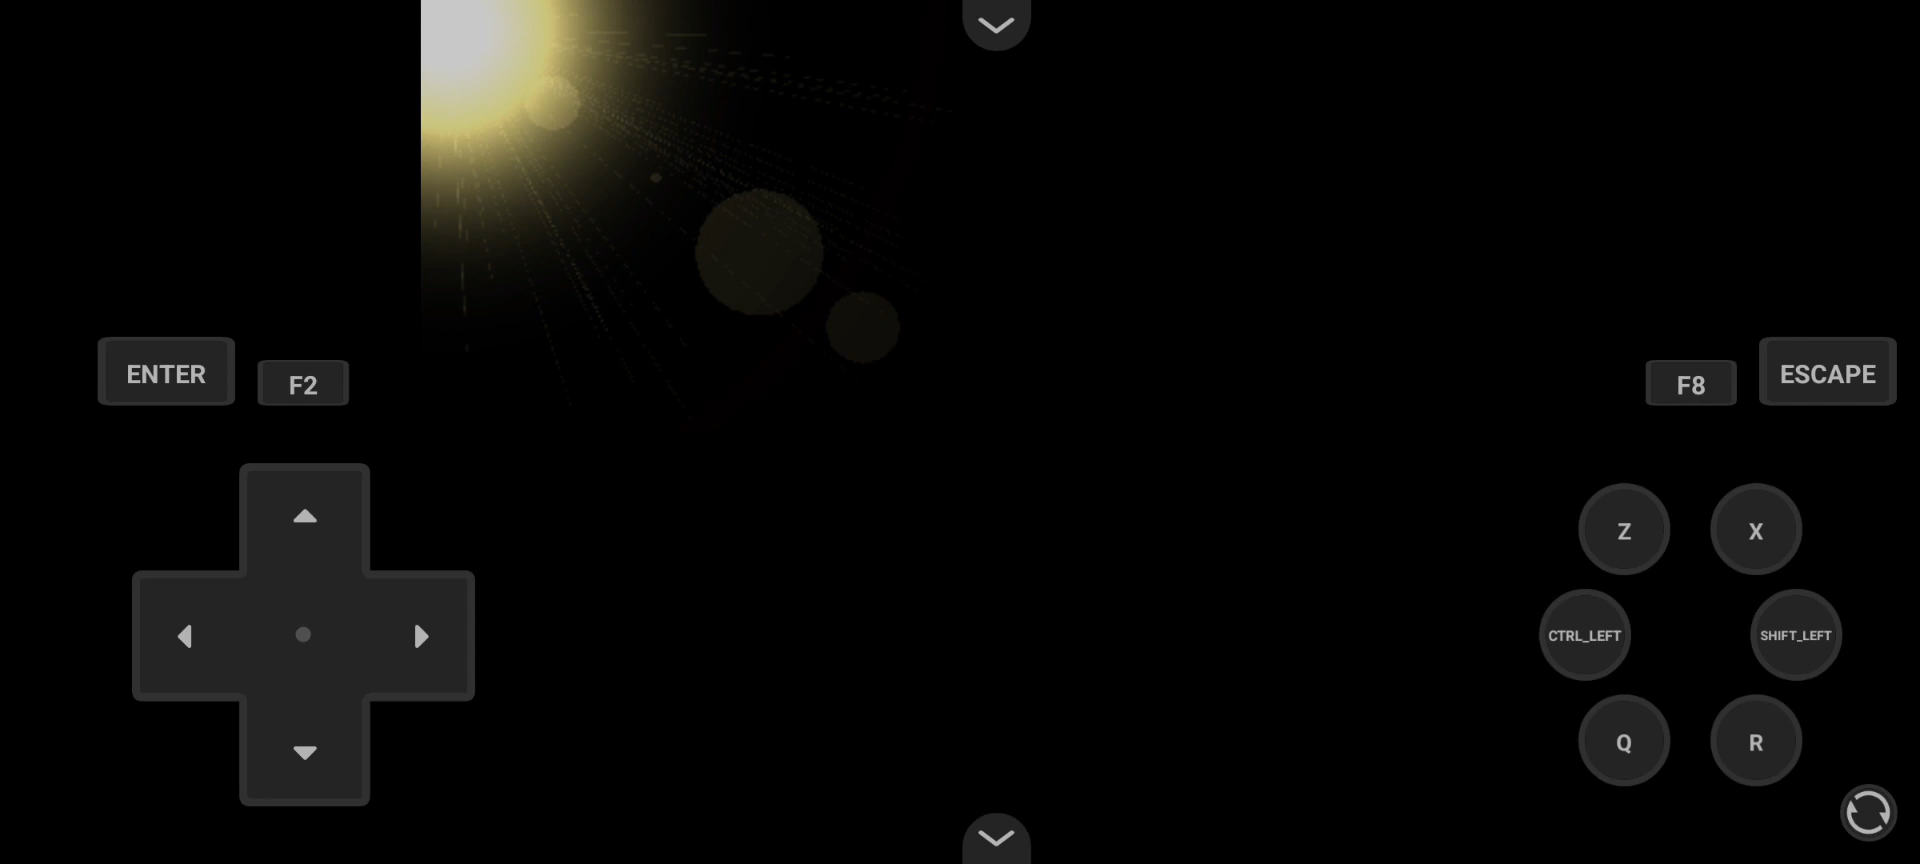 ENTER
F2
F8
ESCAPE
Z
X
CTRL_LEFT
SHIFT_LEFT
Q
R